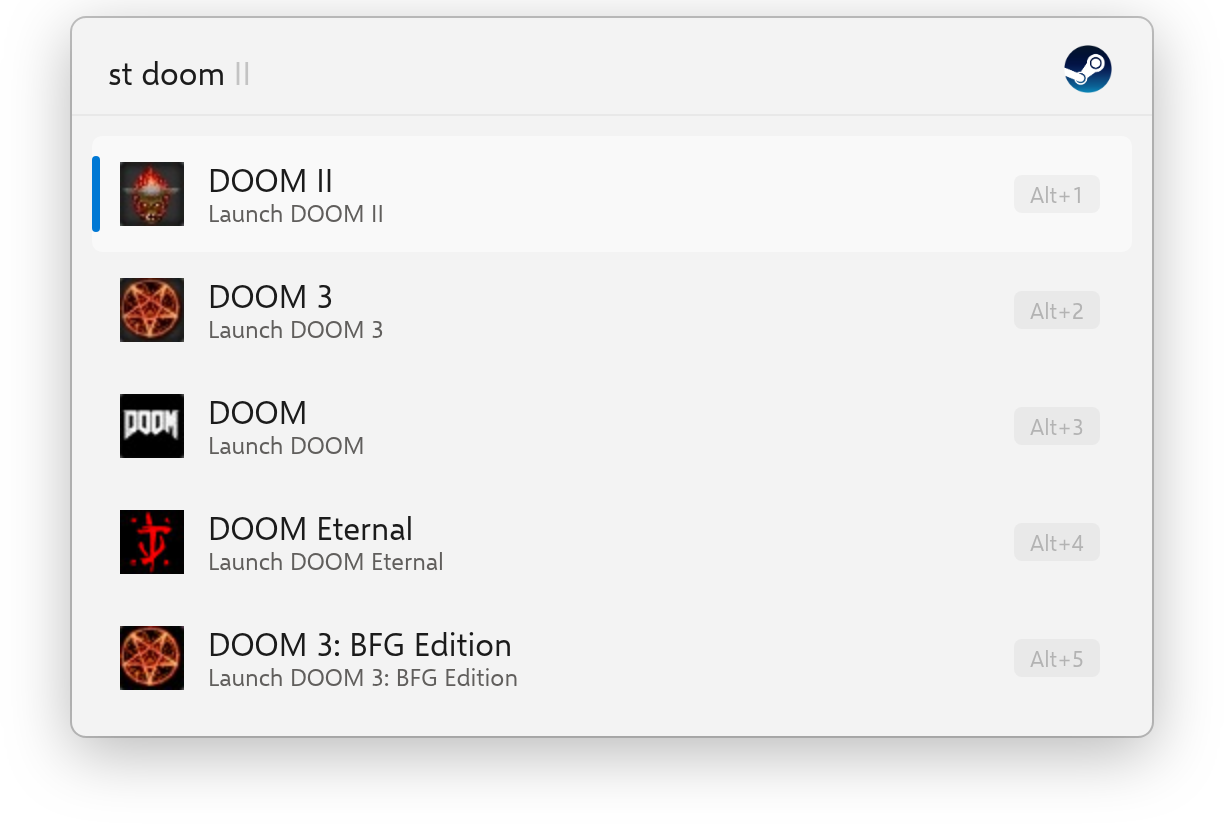 st doom II
DOOM II
Launch DOOM II
Alt+1
DOOM 3
Launch DOOM 3
Alt+2
DOOM
DOOM
Launch DOOM
Alt+3
DOOM Eternal
Launch DOOM Eternal
Alt+4
DOOM 3: BFG Edition
Launch DOOM 3: BFG Edition
Alt+5